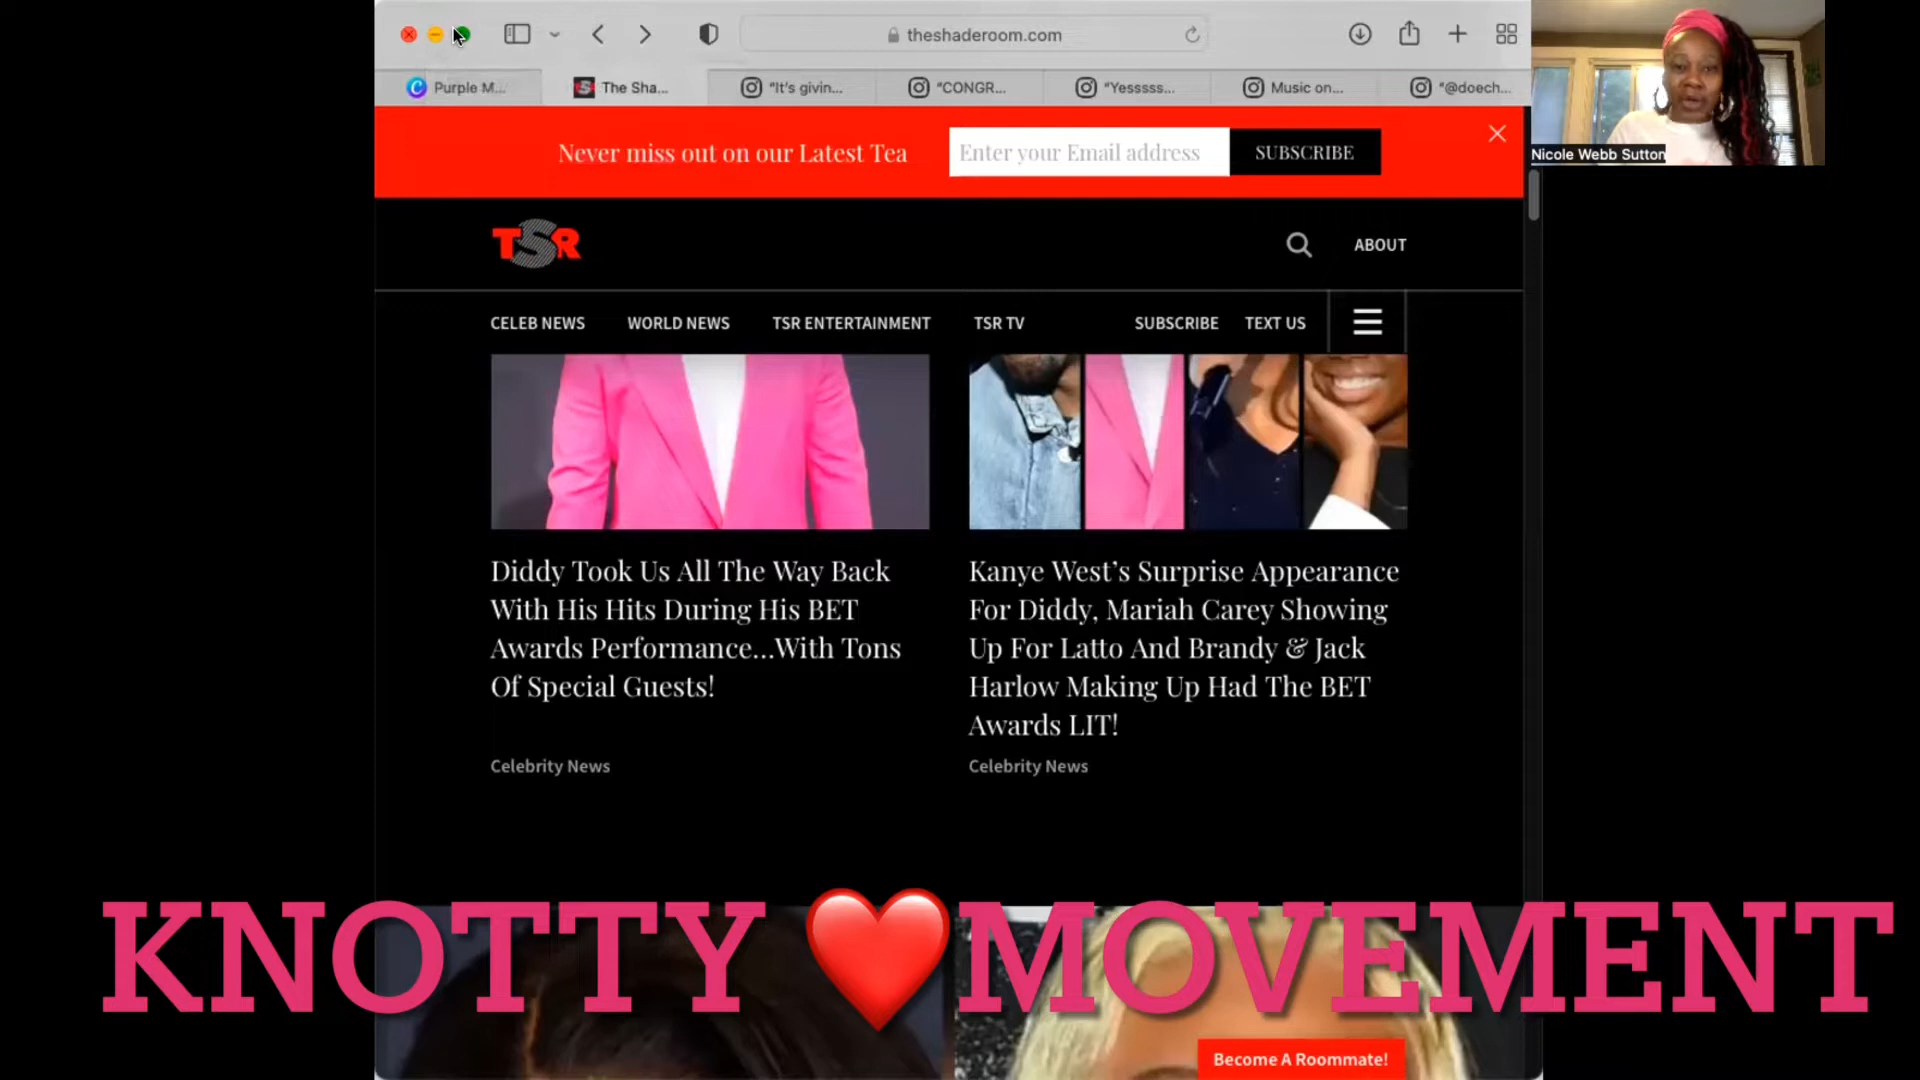 theshaderoom.com
Purple M...
The Sha...
"It's givin...
"CONGR...
"Yesssss...
Music on...
"@doech...
Nicole Webb Sutton
Never miss out on our Latest Tea
Enter your Email address
SUBSCRIBE
TSR
ABOUT
CELEB NEWS
WORLD NEWS
TSR ENTERTAINMENT
TSR TV
SUBSCRIBE
TEXT US
Diddy Took Us All The Way Back
With His Hits During His BET
Awards Performance...With Tons
Of Special Guests!
Celebrity News
Kanye West's Surprise Appearance
For Diddy, Mariah Carey Showing
Up For Latto And Brandy & Jack
Harlow Making Up Had The BET
Awards LIT!
Celebrity News
KNOTTY ❤️MOVEMENT
Become A Roommate!